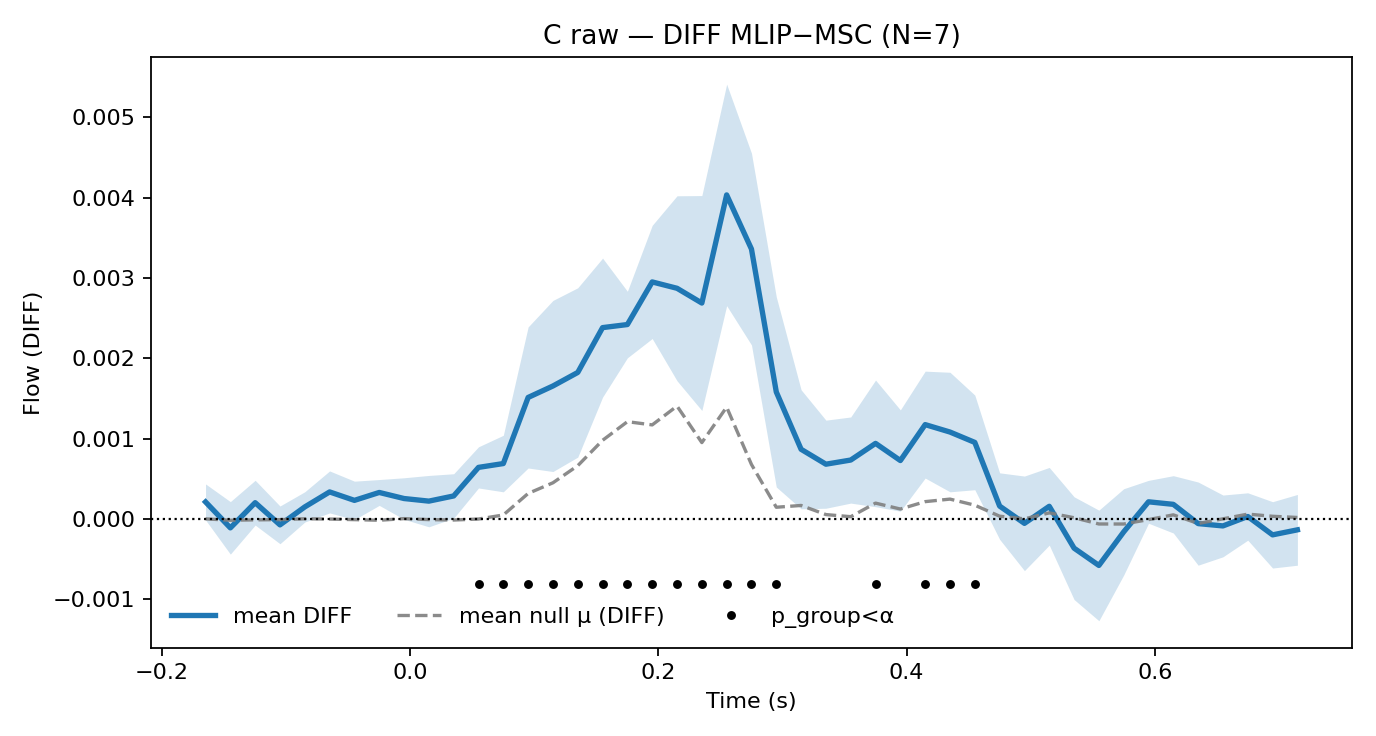 C raw — DIFF MLIP−MSC (N=7)
Flow (DIFF)
0.005
0.004
0.003
0.002
0.001
0.000
−0.001
mean DIFF
mean null μ (DIFF)
p_group<α
−0.2
0.0
0.2
0.4
0.6
Time (s)